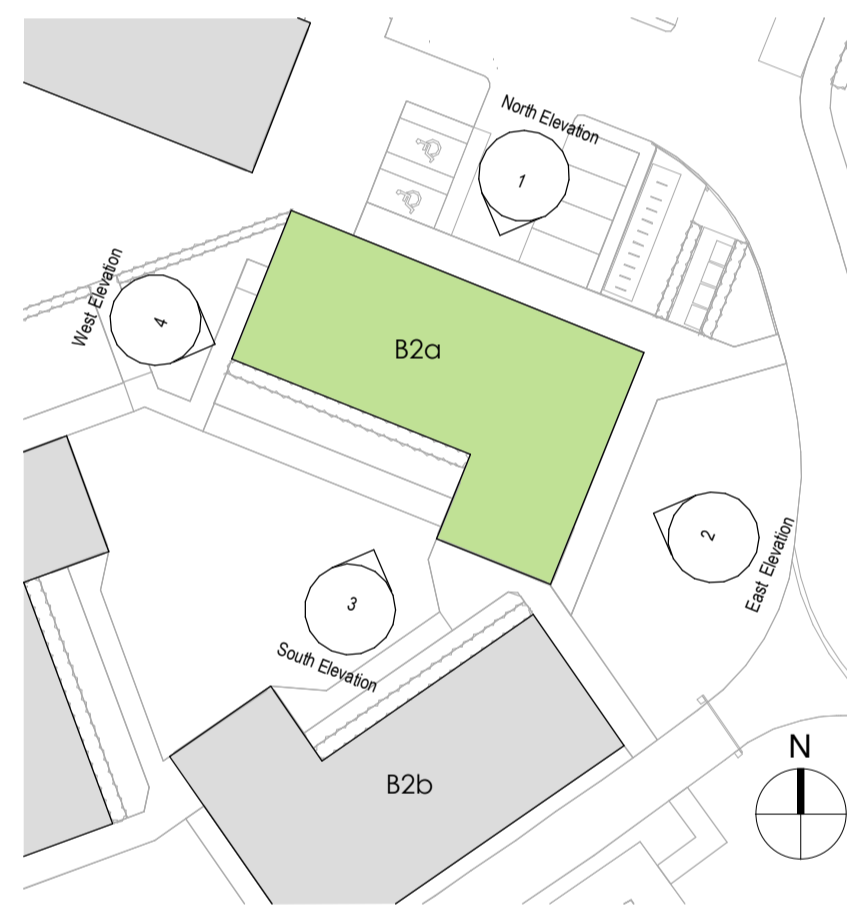 North Elevation
1
West Elevation
4
B2a
2
East Elevation
3
South Elevation
B2b
N